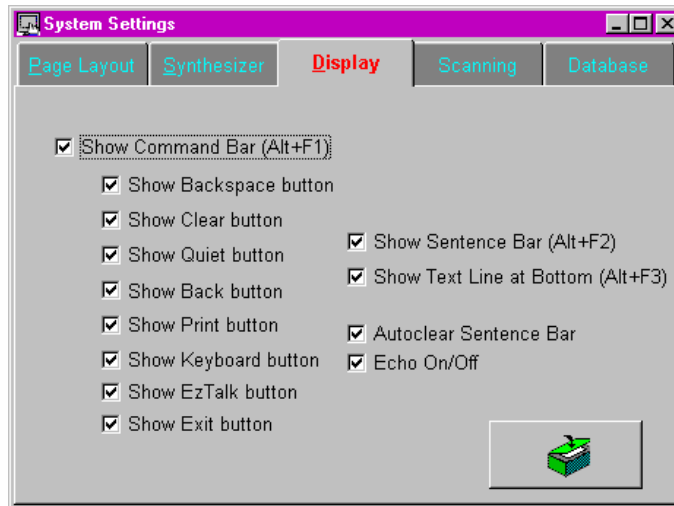 System Settings
Page Layout Synthesizer Display Scanning Database
Show Command Bar (Alt+F1)
Show Backspace button
Show Clear button
Show Quiet button
Show Back button
Show Print button
Show Keyboard button
Show EzTalk button
Show Exit button
Show Sentence Bar (Alt+F2)
Show Text Line at Bottom (Alt+F3)
Autoclear Sentence Bar
Echo On/Off